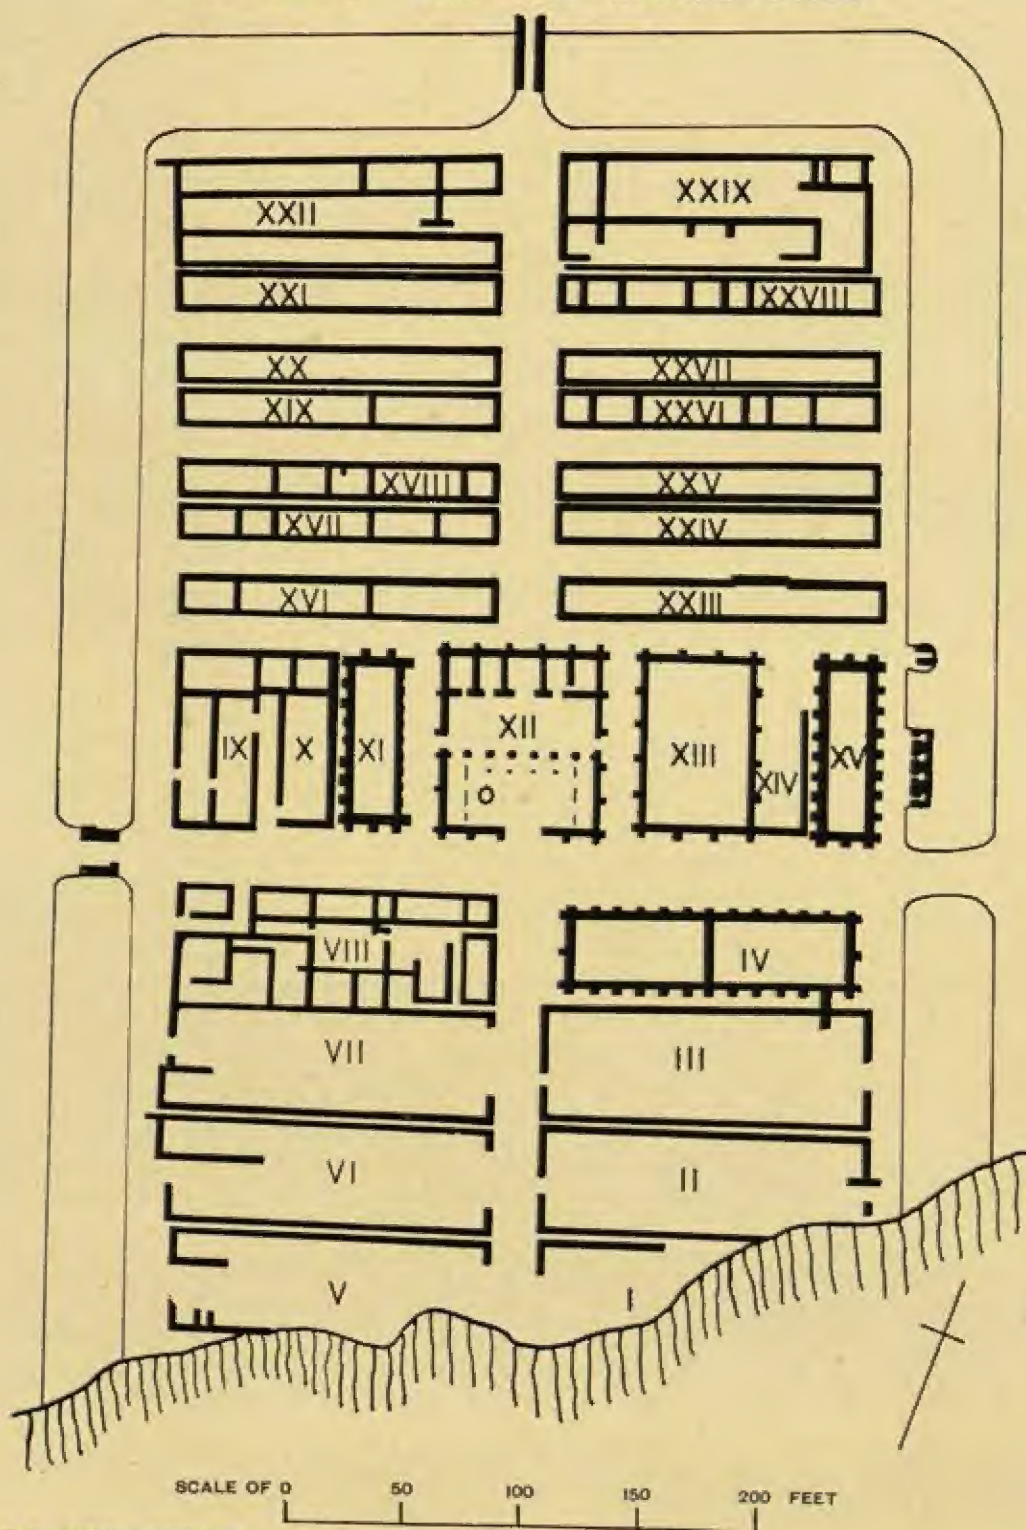 XXII XXIX
XXI XXVIII
XX XXVII
XIX XXVI
XVIII XXV
XVII XXIV
XVI XXIII
IX X XI XII XIII XIV XV
O
VIII IV
VII III
VI II
V I
SCALE OF 0 50 100 150 200 FEET